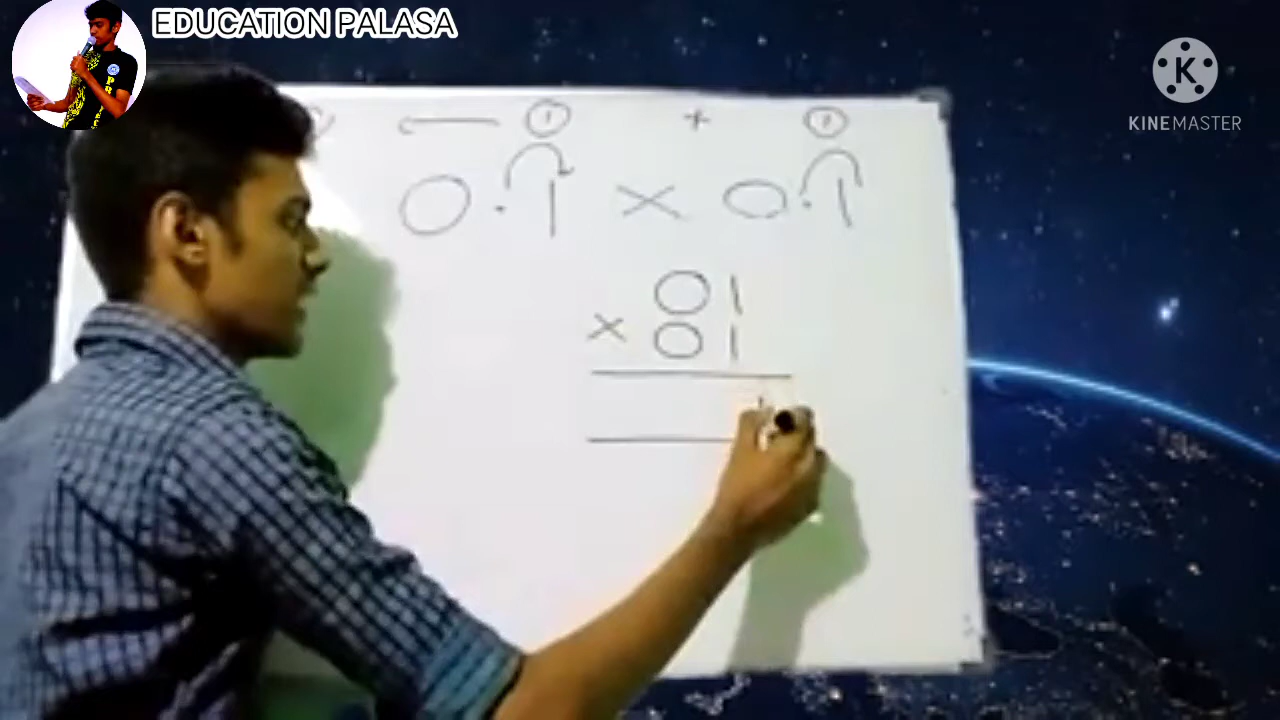 EDUCATION PALASA
K
KINEMASTER
① + ①
0.1 × 0.1
01
× 01